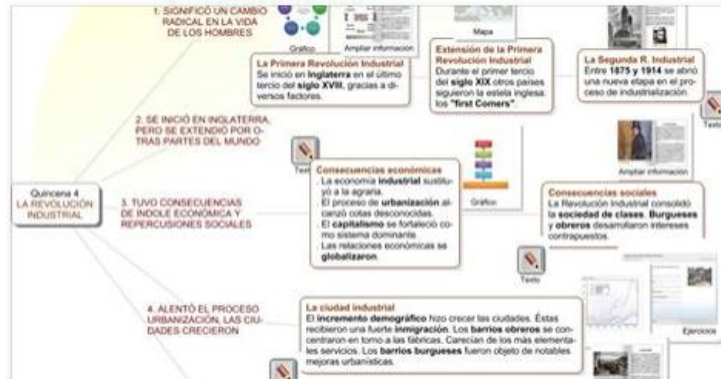 1. SIGNIFICÓ UN CAMBIO
RADICAL EN LA VIDA
DE LOS HOMBRES
Gráfico
Ampliar información
Mapa
La Primera Revolución Industrial
Se inició en Inglaterra en el último
tercio del siglo XVIII, gracias a di-
versos factores.
Extensión de la Primera
Revolución Industrial
Durante el primer tercio
del siglo XIX otros países
siguieron la estela inglesa:
los "first Comers".
La Segunda R. Industrial
Entre 1875 y 1914 se abrió
una nueva etapa en el pro-
ceso de industrialización.
Texto
2. SE INICIÓ EN INGLATERRA,
PERO SE EXTENDIÓ POR O-
TRAS PARTES DEL MUNDO
Quincena 4
LA REVOLUCIÓN
INDUSTRIAL
3. TUVO CONSECUENCIAS
DE ÍNDOLE ECONÓMICA Y
REPERCUSIONES SOCIALES
Consecuencias económicas
. La economía industrial sustitu-
yó a la agraria.
. El proceso de urbanización al-
canzó cotas desconocidas.
. El capitalismo se fortaleció co-
mo sistema dominante.
. Las relaciones económicas se
globalizaron.
Gráfico
Ampliar información
Consecuencias sociales
La Revolución Industrial consolidó
la sociedad de clases. Burgueses
y obreros desarrollaron intereses
contrapuestos.
Texto
4. ALENTÓ EL PROCESO
URBANIZACIÓN, LAS CIU-
DADES CRECIERON
La ciudad industrial
El incremento demográfico hizo crecer las ciudades. Éstas
recibieron una fuerte inmigración. Los barrios obreros se con-
centraron en torno a las fábricas. Carecían de los más elementa-
les servicios. Los barrios burgueses fueron objeto de notables
mejoras urbanísticas.
Ejercicios